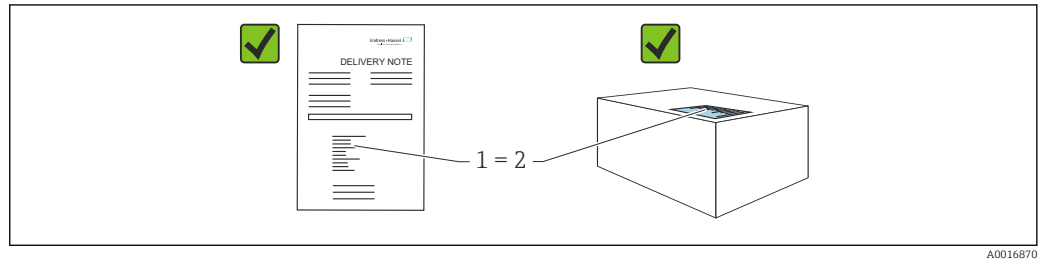 Endress+Hauser
DELIVERY NOTE
1 = 2
A0016870